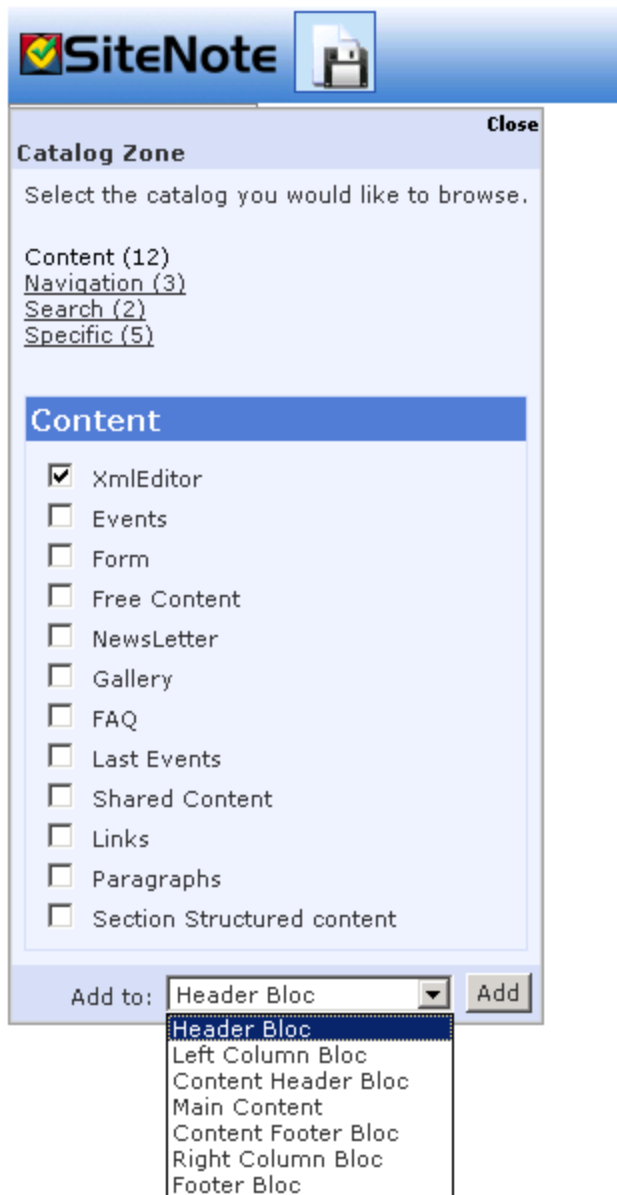 SiteNote
Close
Catalog Zone
Select the catalog you would like to browse.
Content (12)
Navigation (3)
Search (2)
Specific (5)
Content
XmlEditor
Events
Form
Free Content
NewsLetter
Gallery
FAQ
Last Events
Shared Content
Links
Paragraphs
Section Structured content
Add to: Header Bloc Add
Header Bloc
Left Column Bloc
Content Header Bloc
Main Content
Content Footer Bloc
Right Column Bloc
Footer Bloc